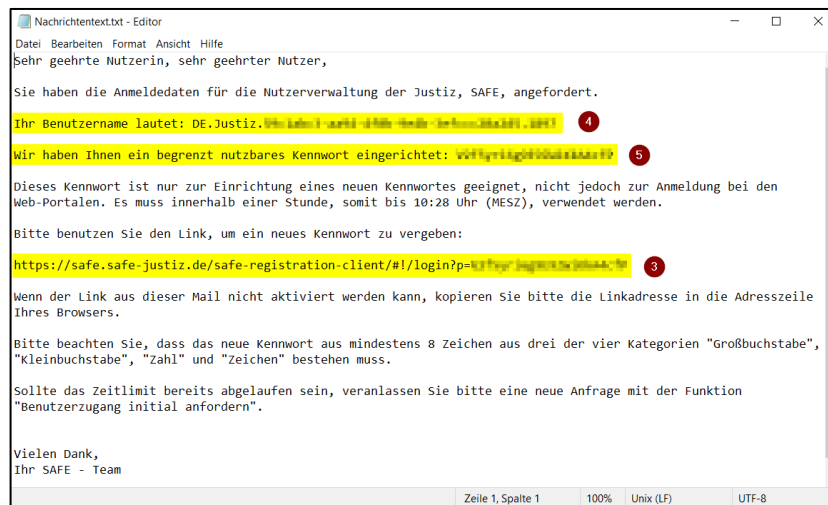 Nachrichtentext.txt - Editor
Datei Bearbeiten Format Ansicht Hilfe
Sehr geehrte Nutzerin, sehr geehrter Nutzer,
Sie haben die Anmeldedaten für die Nutzerverwaltung der Justiz, SAFE, angefordert.
Ihr Benutzername lautet: DE.Justiz. 4
Wir haben Ihnen ein begrenzt nutzbares Kennwort eingerichtet: 5
Dieses Kennwort ist nur zur Einrichtung eines neuen Kennwortes geeignet, nicht jedoch zur Anmeldung bei den
Web-Portalen. Es muss innerhalb einer Stunde, somit bis 10:28 Uhr (MESZ), verwendet werden.
Bitte benutzen Sie den Link, um ein neues Kennwort zu vergeben:
https://safe.safe-justiz.de/safe-registration-client/#!/login?p= 3
Wenn der Link aus dieser Mail nicht aktiviert werden kann, kopieren Sie bitte die Linkadresse in die Adresszeile
Ihres Browsers.
Bitte beachten Sie, dass das neue Kennwort aus mindestens 8 Zeichen aus drei der vier Kategorien "Großbuchstabe",
"Kleinbuchstabe", "Zahl" und "Zeichen" bestehen muss.
Sollte das Zeitlimit bereits abgelaufen sein, veranlassen Sie bitte eine neue Anfrage mit der Funktion
"Benutzerzugang initial anfordern".
Vielen Dank,
Ihr SAFE - Team
Zeile 1, Spalte 1 100% Unix (LF) UTF-8